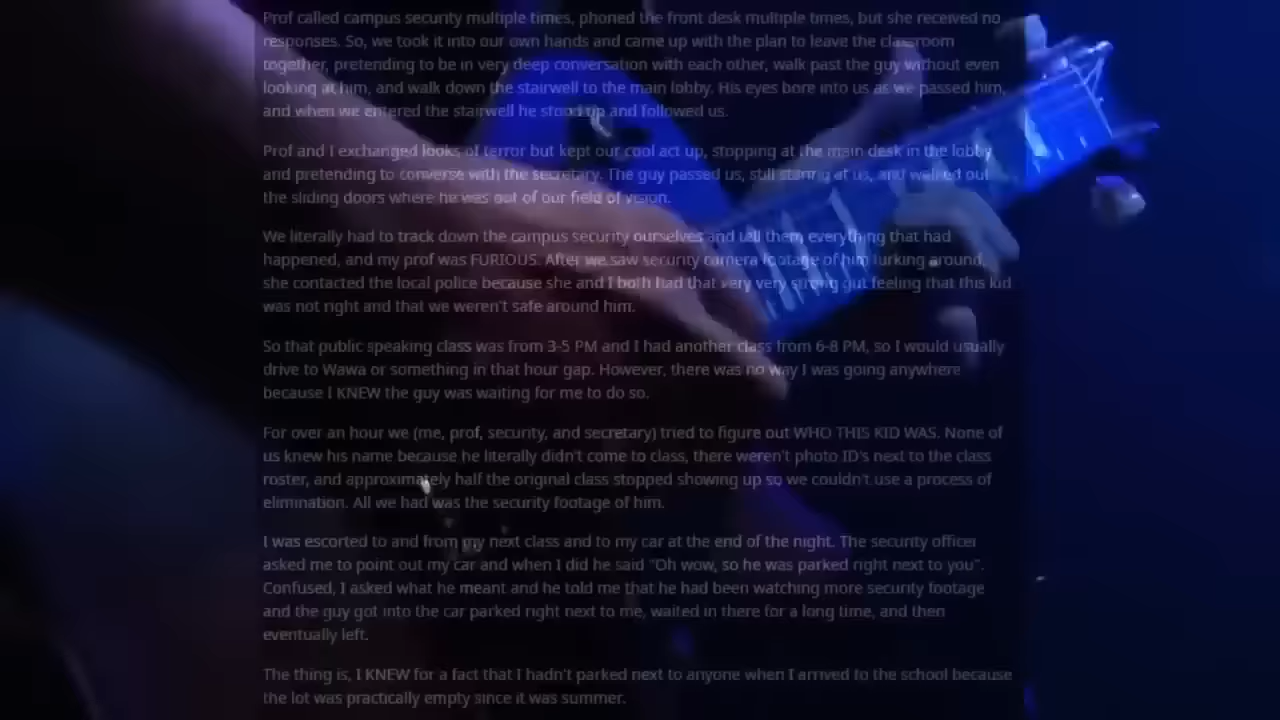 Prof called campus security multiple times, phoned the front desk multiple times, but she received no
responses. So, we took it into our own hands and came up with the plan to leave the classroom
together, pretending to be in very deep conversation with each other, walk past the guy without even
looking at him, and walk down the stairwell to the main lobby. His eyes bore into us as we passed him,
and when we entered the stairwell he stood up and followed us.
Prof and I exchanged looks of terror but kept our cool act up, stopping at the main desk in the lobby
and pretending to converse with the secretary. The guy passed us, still staring at us, and walked out
the sliding doors where he was out of our field of vision.
We literally had to track down the campus security ourselves and tell them everything that had
happened, and my prof was FURIOUS. After we saw security camera footage of him lurking around,
she contacted the local police because she and I both had that very very strong gut feeling that this kid
was not right and that we weren't safe around him.
So that public speaking class was from 3-5 PM and I had another class from 6-8 PM, so I would usually
drive to Wawa or something in that hour gap. However, there was no way I was going anywhere
because I KNEW the guy was waiting for me to do so.
For over an hour we (me, prof, security, and secretary) tried to figure out WHO THIS KID WAS. None of
us knew his name because he literally didn't come to class, there weren't photo ID's next to the class
roster, and approximately half the original class stopped showing up so we couldn't use a process of
elimination. All we had was the security footage of him.
I was escorted to and from my next class and to my car at the end of the night. The security officer
asked me to point out my car and when I did he said "Oh wow, so he was parked right next to you".
Confused, I asked what he meant and he told me that he had been watching more security footage
and the guy got into the car parked right next to me, waited in there for a long time, and then
eventually left.
The thing is, I KNEW for a fact that I hadn't parked next to anyone when I arrived to the school because
the lot was practically empty since it was summer.